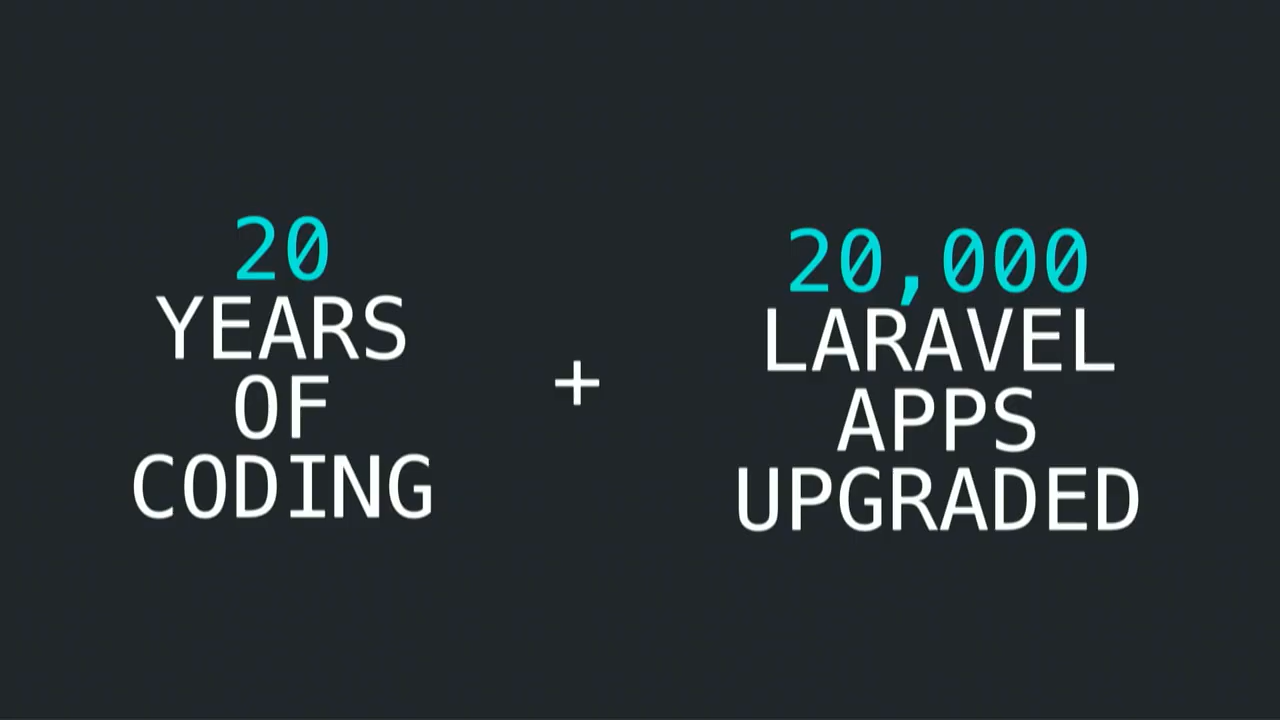 20
YEARS
OF
CODING
+
20,000
LARAVEL
APPS
UPGRADED